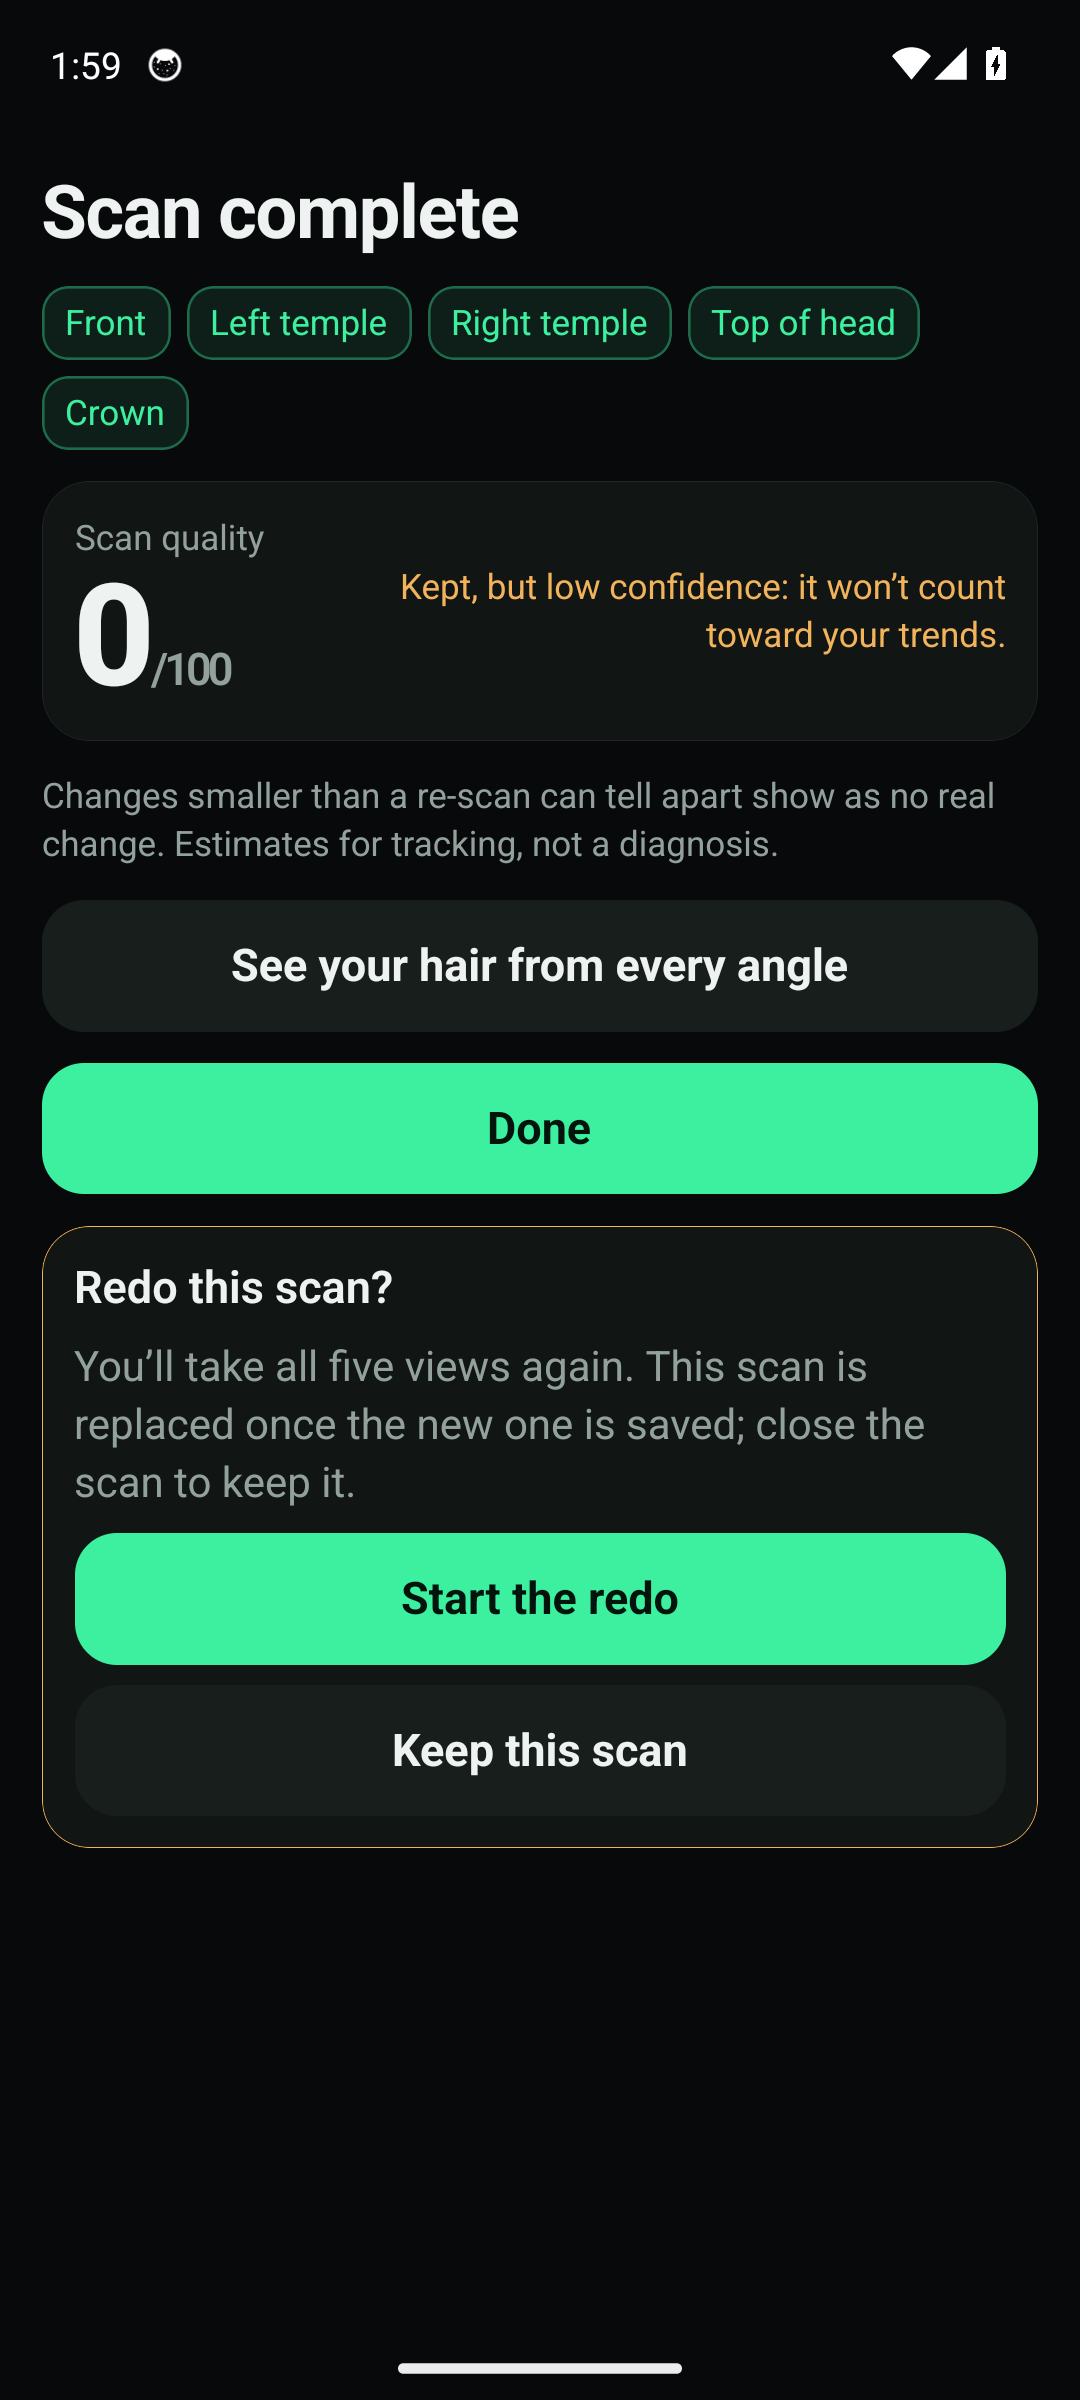 1:59
Scan complete
Front
Left temple
Right temple
Top of head
Crown
Scan quality
0/100
Kept, but low confidence: it won’t count
toward your trends.
Changes smaller than a re-scan can tell apart show as no real
change. Estimates for tracking, not a diagnosis.
See your hair from every angle
Done
Redo this scan?
You’ll take all five views again. This scan is
replaced once the new one is saved; close the
scan to keep it.
Start the redo
Keep this scan